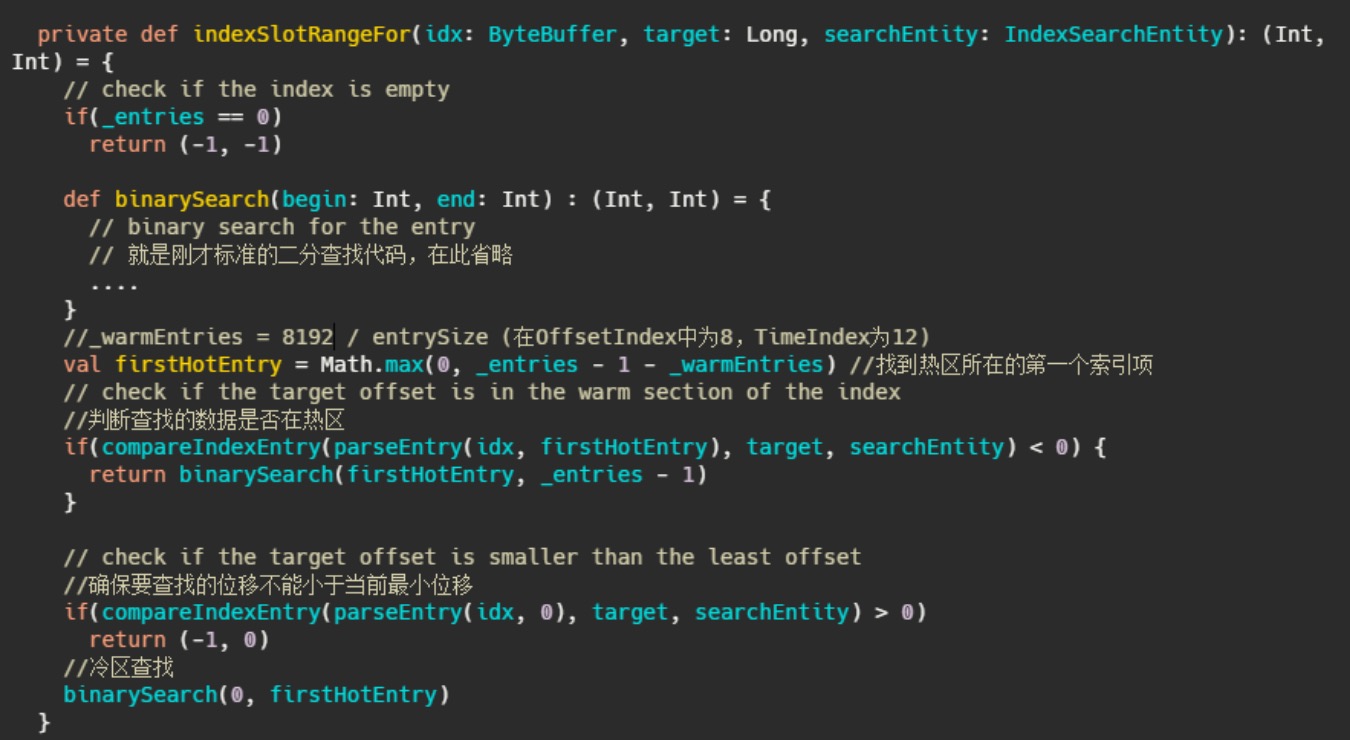 private def indexSlotRangeFor(idx: ByteBuffer, target: Long, searchEntity: IndexSearchEntity): (Int,
Int) = {
// check if the index is empty
if(_entries == 0)
return (-1, -1)
def binarySearch(begin: Int, end: Int) : (Int, Int) = {
// binary search for the entry
// 就是刚才标准的二分查找代码，在此省略
....
}
//_warmEntries = 8192 / entrySize (在OffsetIndex中为8，TimeIndex为12)
val firstHotEntry = Math.max(0, _entries - 1 - _warmEntries) //找到热区所在的第一个索引项
// check if the target offset is in the warm section of the index
//判断查找的数据是否在热区
if(compareIndexEntry(parseEntry(idx, firstHotEntry), target, searchEntity) < 0) {
return binarySearch(firstHotEntry, _entries - 1)
}
// check if the target offset is smaller than the least offset
//确保要查找的位移不能小于当前最小位移
if(compareIndexEntry(parseEntry(idx, 0), target, searchEntity) > 0)
return (-1, 0)
//冷区查找
binarySearch(0, firstHotEntry)
}